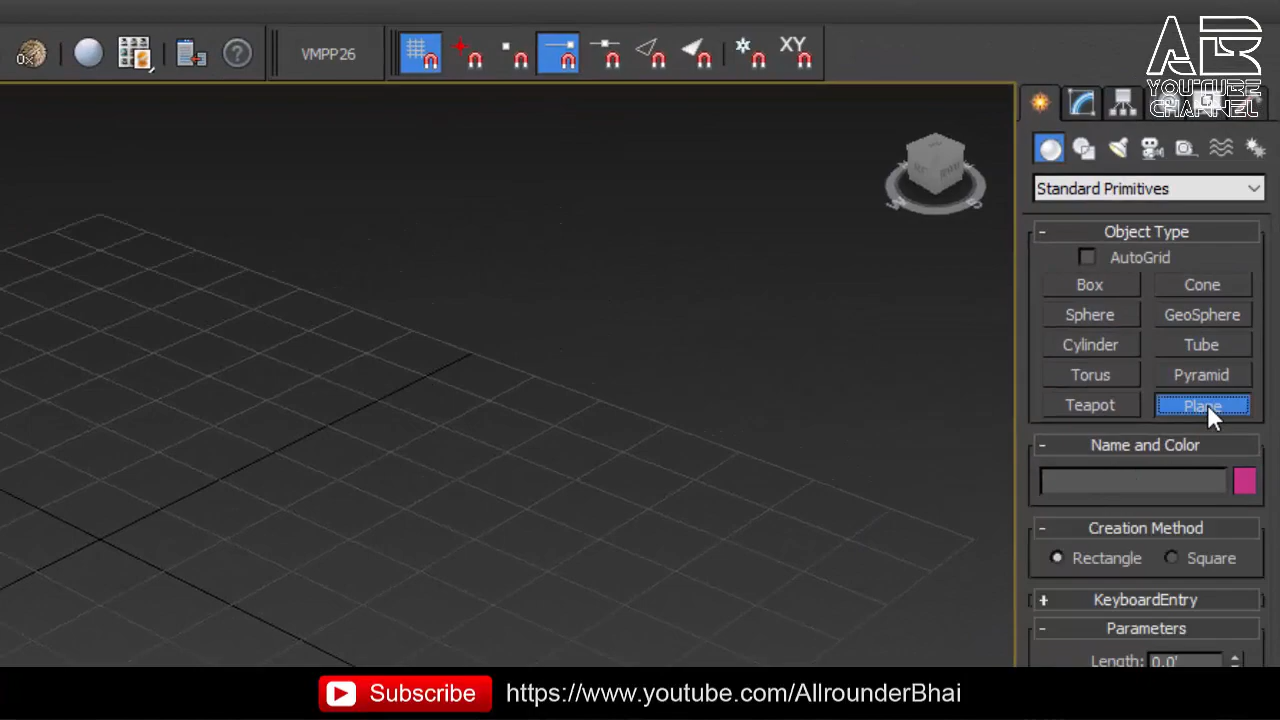 ALB
YOUTUBE
CHANNEL
0x
VMPP26
XY
Standard Primitives
- Object Type
AutoGrid
Box Cone
Sphere GeoSphere
Cylinder Tube
Torus Pyramid
Teapot Plane
- Name and Color
- Creation Method
Rectangle Square
+ KeyboardEntry
- Parameters
Length: 0.0'
Subscribe https://www.youtube.com/AllrounderBhai